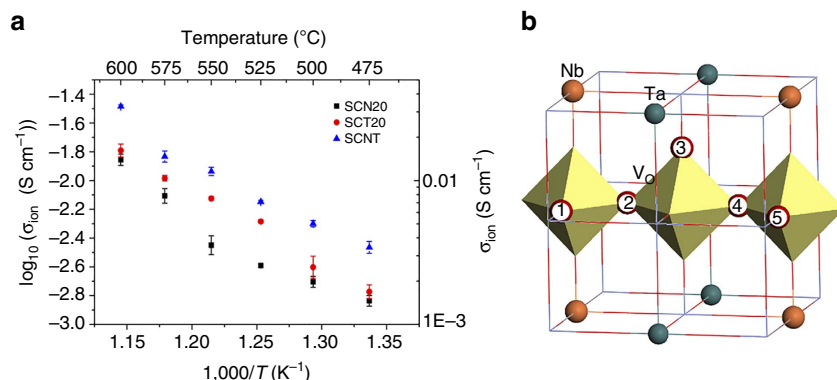 a
Temperature (°C)
600 575 550 525 500 475
−1.4
−1.6
−1.8
−2.0
−2.2
−2.4
−2.6
−2.8
−3.0
log₁₀ (σion (S cm⁻¹))
SCN20
SCT20
SCNT
0.01
1E−3
σion (S cm⁻¹)
1.15 1.20 1.25 1.30 1.35
1,000/T (K⁻¹)
b
Nb
Ta
VO
1
2
3
4
5